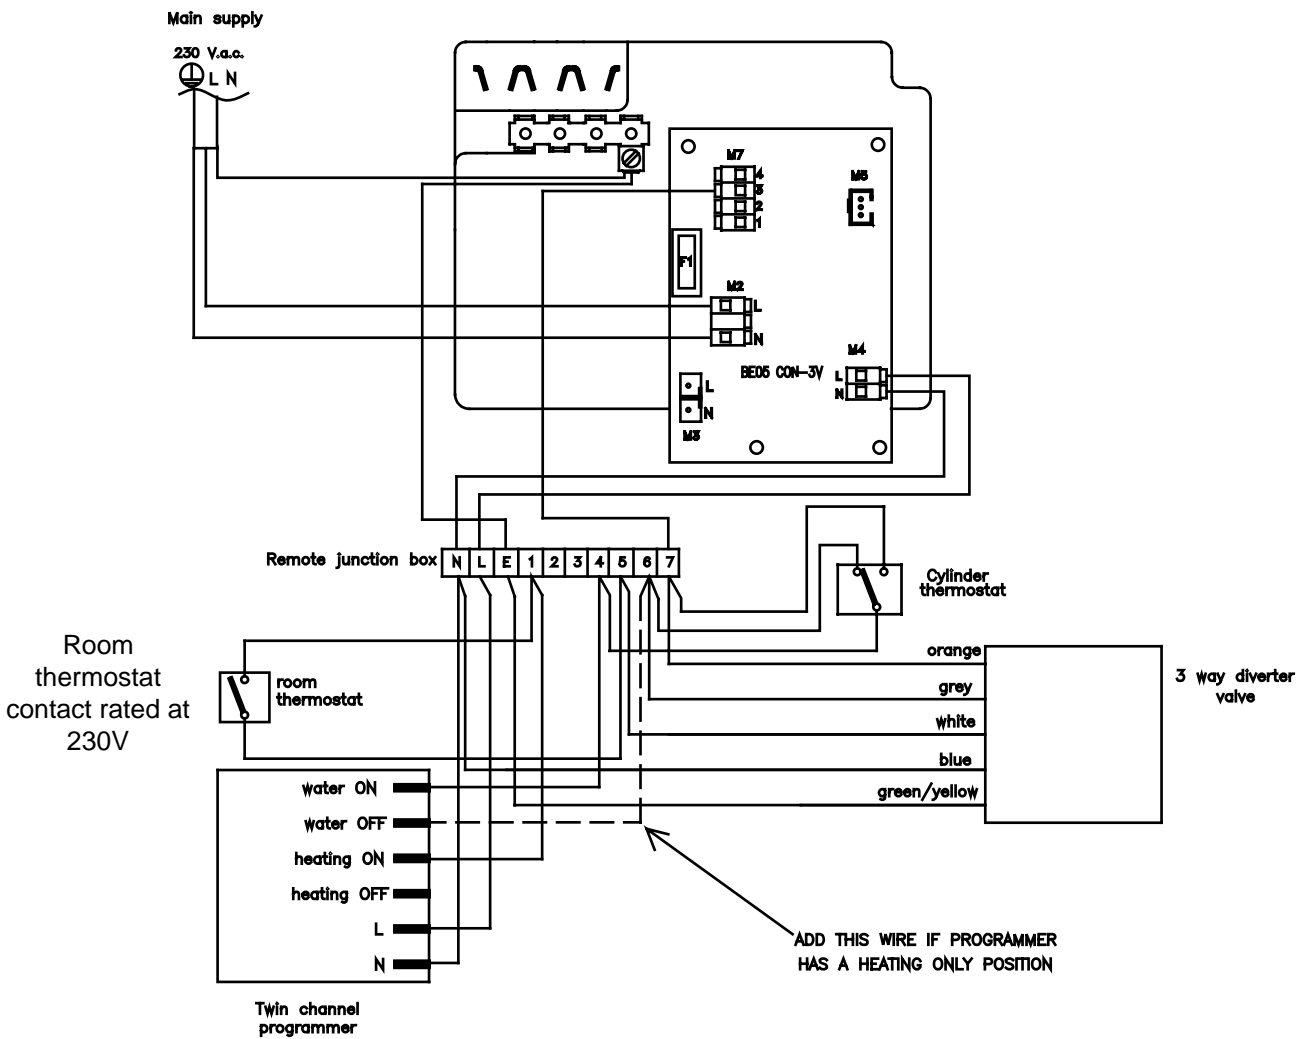 Main supply
230 V.a.c.
L N
M7
4
3
2
1
M5
F1
M2
L
N
M4
BE05 CON-3V
L
N
L
N
M3
Remote junction box
N L E 1 2 3 4 5 6 7
Cylinder
thermostat
Room
thermostat
contact rated at
230V
room
thermostat
orange
grey
white
blue
green/yellow
3 way diverter
valve
water ON
water OFF
heating ON
heating OFF
L
N
ADD THIS WIRE IF PROGRAMMER
HAS A HEATING ONLY POSITION
Twin channel
programmer